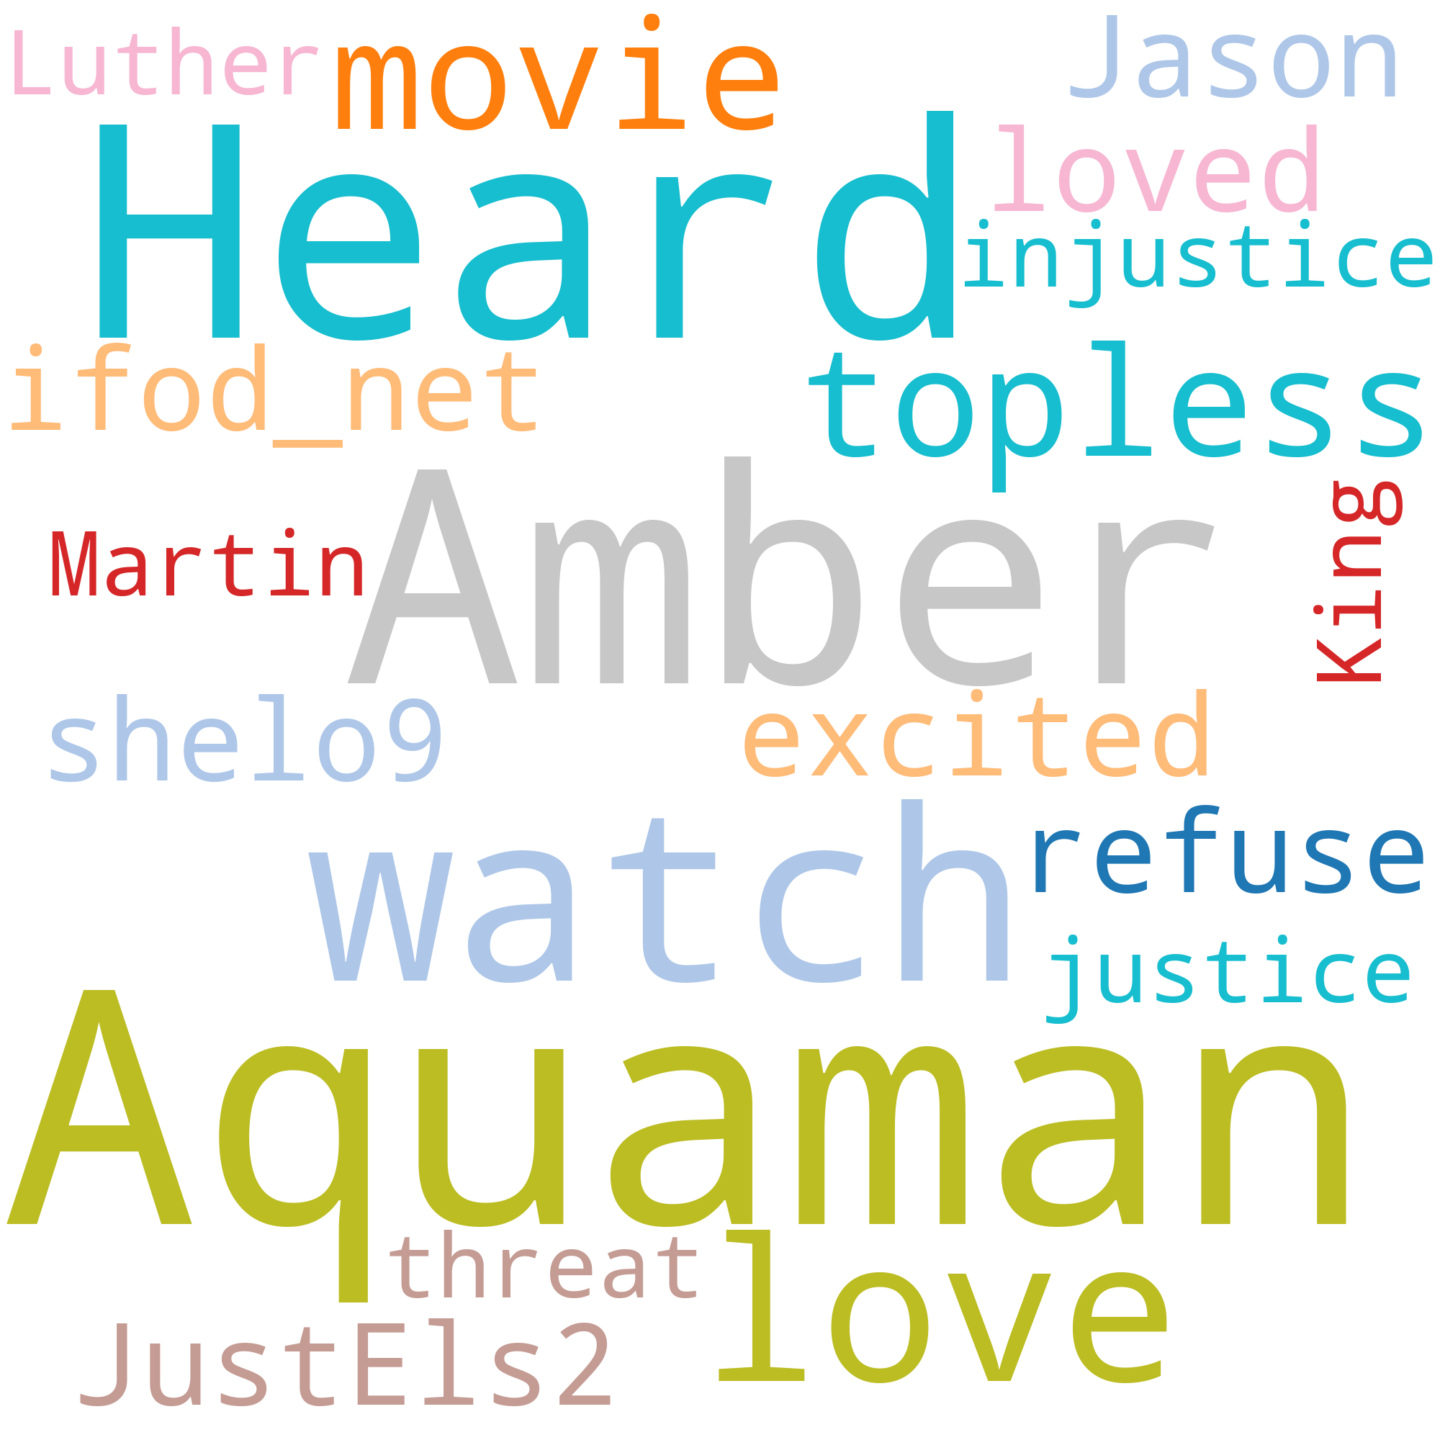 Luther
movie
Jason
Heard
loved
injustice
ifod_net
topless
Amber
Martin
King
shelo9
excited
watch
refuse
justice
Aquaman
threat
love
JustEls2